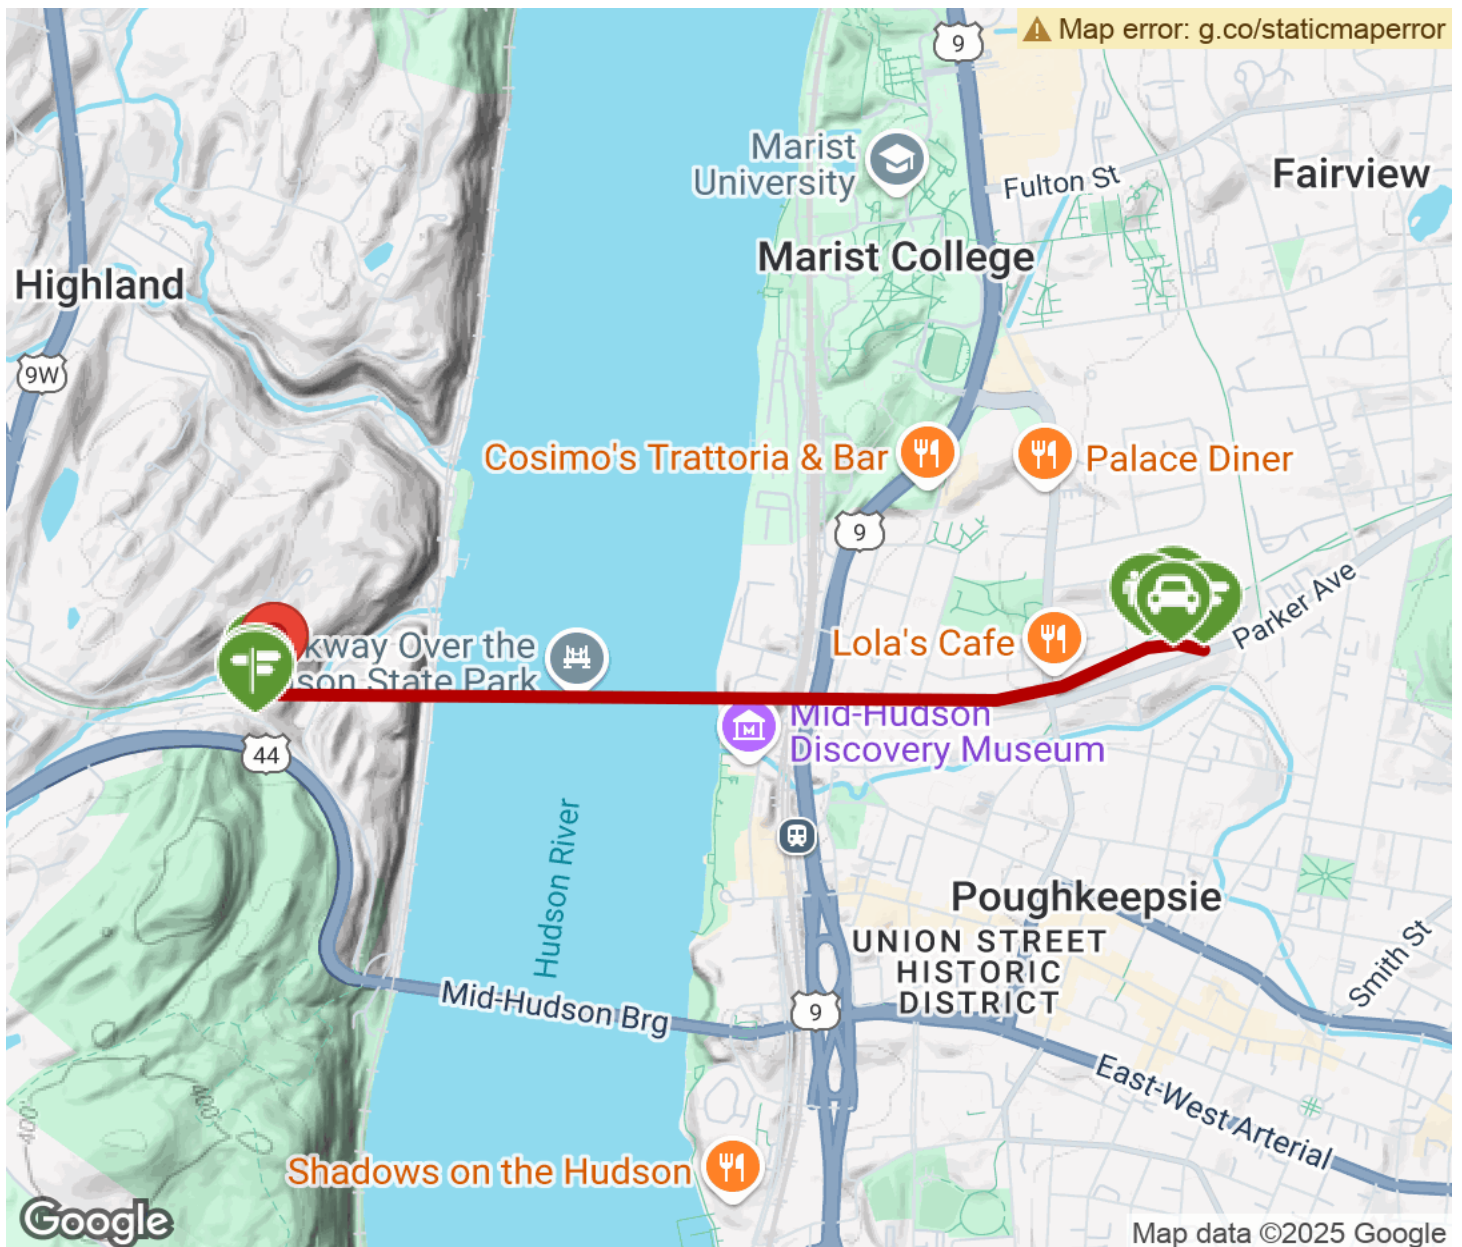 Map error: g.co/staticmaperror
9
Marist
University
Fulton St
Fairview
Marist College
Highland
9W
Cosimo's Trattoria & Bar
Palace Diner
9
Parker Ave
Lola's Cafe
kway Over the
son State Park
Mid-Hudson
Discovery Museum
44
Hudson River
Poughkeepsie
UNION STREET
HISTORIC
DISTRICT
Smith St
Mid-Hudson Brg
9
East-West Arterial
400'
400
Shadows on the Hudson
Google
Map data ©2025 Google